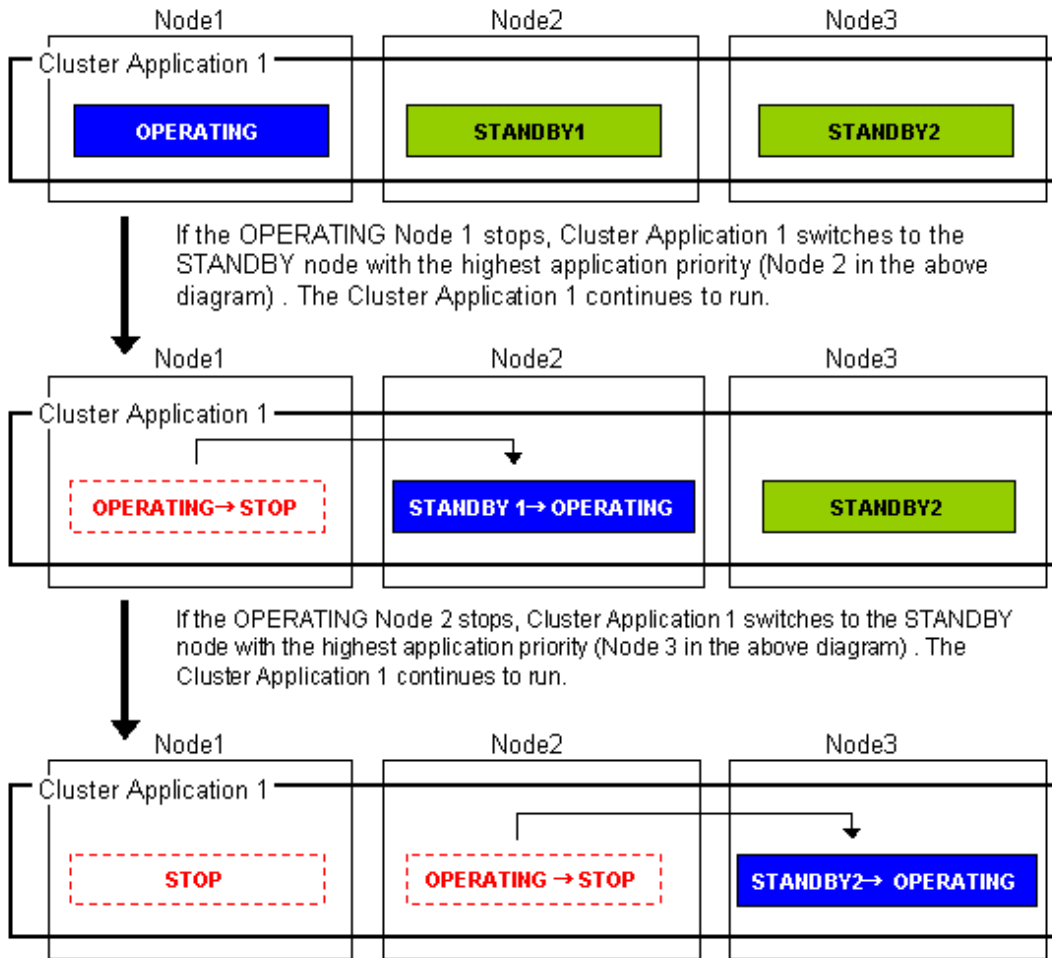 Node1 Node2 Node3
Cluster Application 1
OPERATING STANDBY1 STANDBY2
If the OPERATING Node 1 stops, Cluster Application 1 switches to the
STANDBY node with the highest application priority (Node 2 in the above
diagram) . The Cluster Application 1 continues to run.
Node1 Node2 Node3
Cluster Application 1
OPERATING→ STOP STANDBY 1→ OPERATING STANDBY2
If the OPERATING Node 2 stops, Cluster Application 1 switches to the STANDBY
node with the highest application priority (Node 3 in the above diagram) . The
Cluster Application 1 continues to run.
Node1 Node2 Node3
Cluster Application 1
STOP OPERATING → STOP STANDBY2→ OPERATING